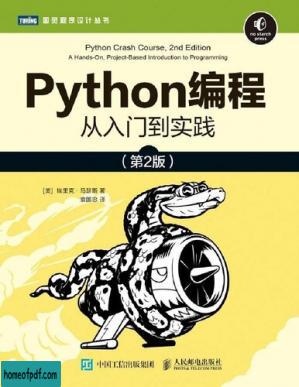 TURING
图灵程序设计丛书
no starch
press
Python Crash Course, 2nd Edition
A Hands-On, Project-Based Introduction to Programming
Python编程
从入门到实践
（第2版）
[美] 埃里克·马瑟斯 著
袁国忠 译
homeofpdf.com
中国工信出版集团
人民邮电出版社